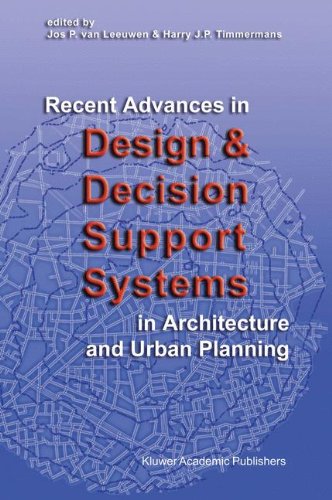 edited by
Jos P. van Leeuwen & Harry J.P. Timmermans
Recent Advances in
Design &
Decision
Support
Systems
in Architecture
and Urban Planning
Kluwer Academic Publishers